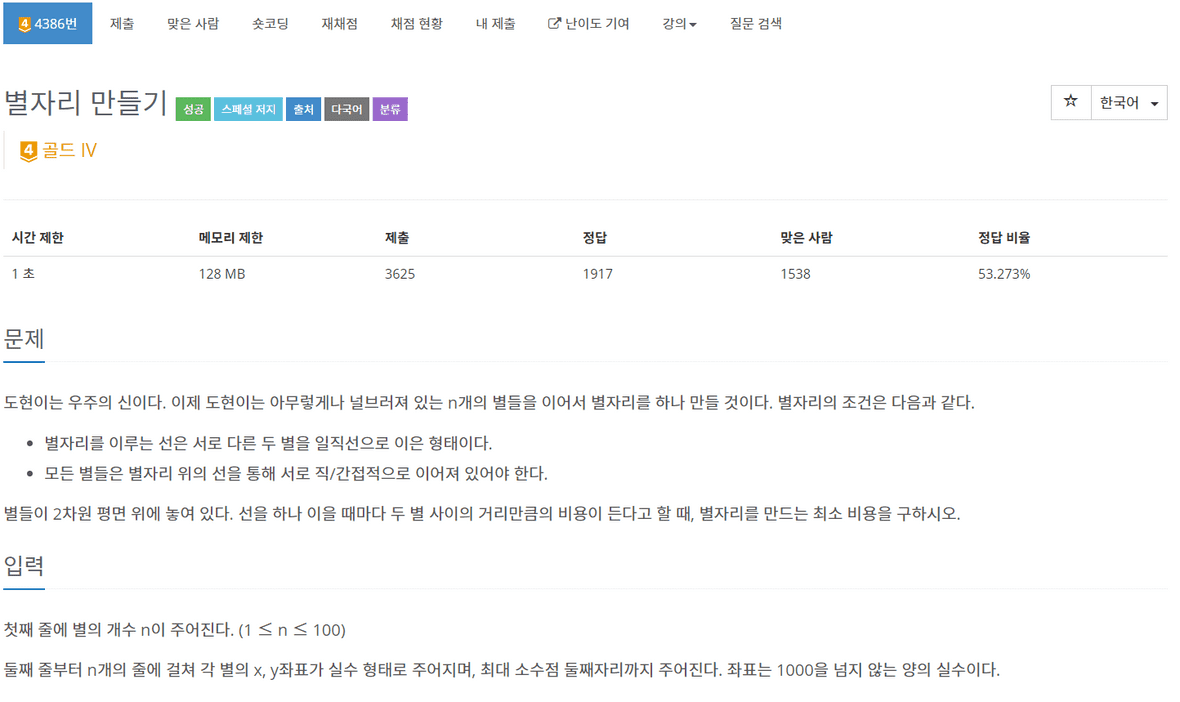 4 4386번 제출 맞은 사람 숏코딩 재채점 채점 현황 내 제출 난이도 기여 강의 질문 검색
별자리 만들기 성공 스페셜 저지 출처 다국어 분류 한국어
4 골드 IV
시간 제한 메모리 제한 제출 정답 맞은 사람 정답 비율
1 초 128 MB 3625 1917 1538 53.273%
문제
도현이는 우주의 신이다. 이제 도현이는 아무렇게나 널브러져 있는 n개의 별들을 이어서 별자리를 하나 만들 것이다. 별자리의 조건은 다음과 같다.
별자리를 이루는 선은 서로 다른 두 별을 일직선으로 이은 형태이다.
모든 별들은 별자리 위의 선을 통해 서로 직/간접적으로 이어져 있어야 한다.
별들이 2차원 평면 위에 놓여 있다. 선을 하나 이을 때마다 두 별 사이의 거리만큼의 비용이 든다고 할 때, 별자리를 만드는 최소 비용을 구하시오.
입력
첫째 줄에 별의 개수 n이 주어진다. (1 ≤ n ≤ 100)
둘째 줄부터 n개의 줄에 걸쳐 각 별의 x, y좌표가 실수 형태로 주어지며, 최대 소수점 둘째자리까지 주어진다. 좌표는 1000을 넘지 않는 양의 실수이다.